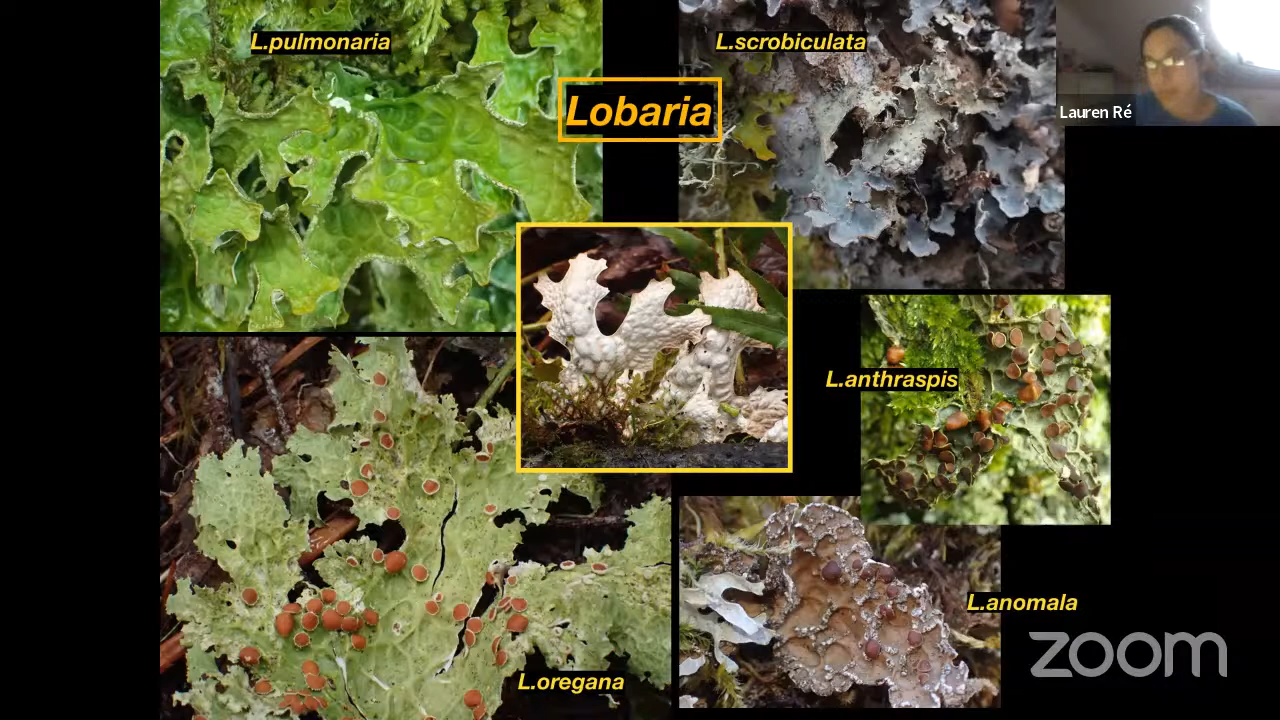 L.pulmonaria
L.scrobiculata
Lobaria
Lauren Ré
L.anthraspis
L.anomala
L.oregana
zoom